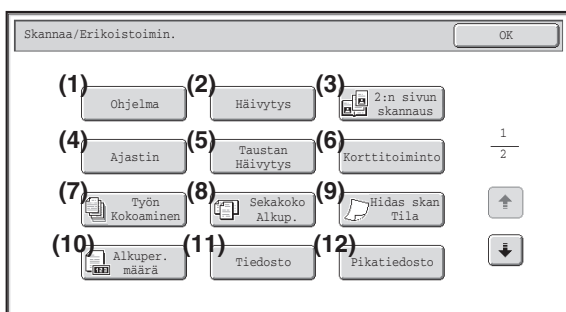 Skannaa/Erikoistoimin.
OK
(1)
Ohjelma
(2)
Häivytys
(3)
2:n sivun
skannaus
(4)
Ajastin
(5)
Taustan
Häivytys
(6)
Korttitoiminto
1
2
(7)
Työn
Kokoaminen
(8)
Sekakoko
Alkup.
(9)
Hidas skan
Tila
(10)
Alkuper.
määrä
(11)
Tiedosto
(12)
Pikatiedosto